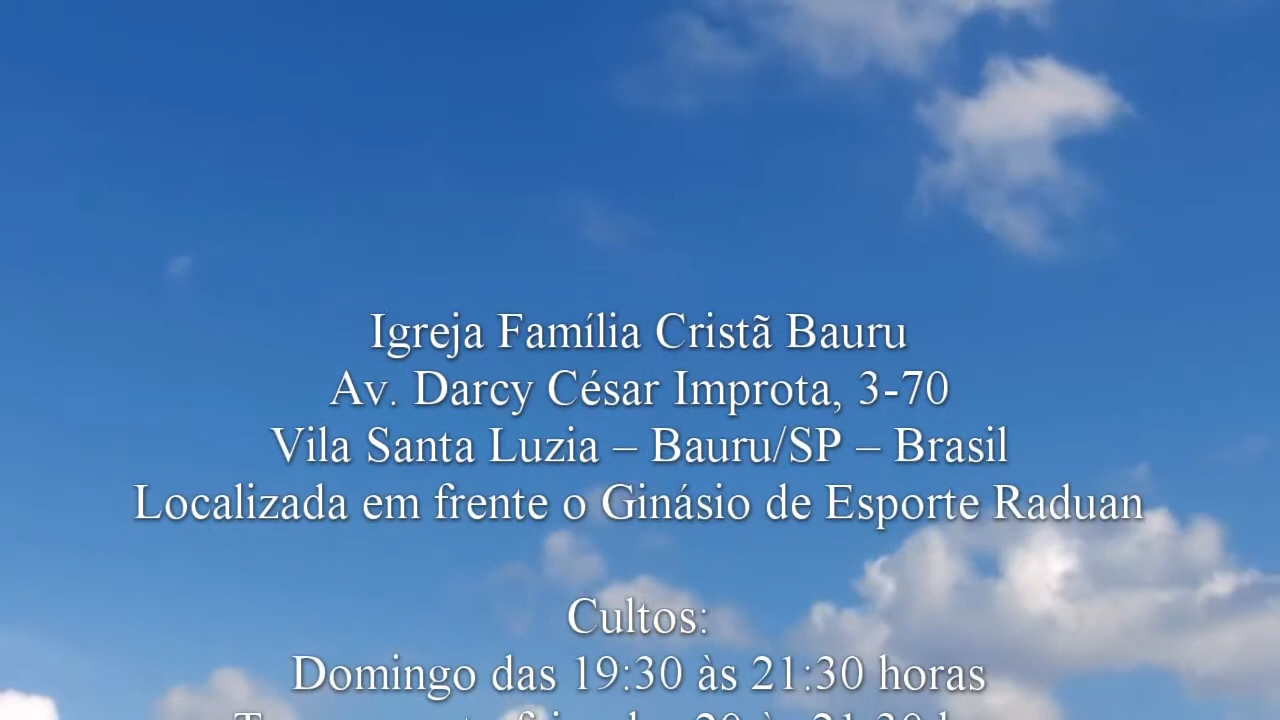 Igreja Família Cristã Bauru
Av. Darcy César Improta, 3-70
Vila Santa Luzia – Bauru/SP – Brasil
Localizada em frente o Ginásio de Esporte Raduan
Cultos:
Domingo das 19:30 às 21:30 horas